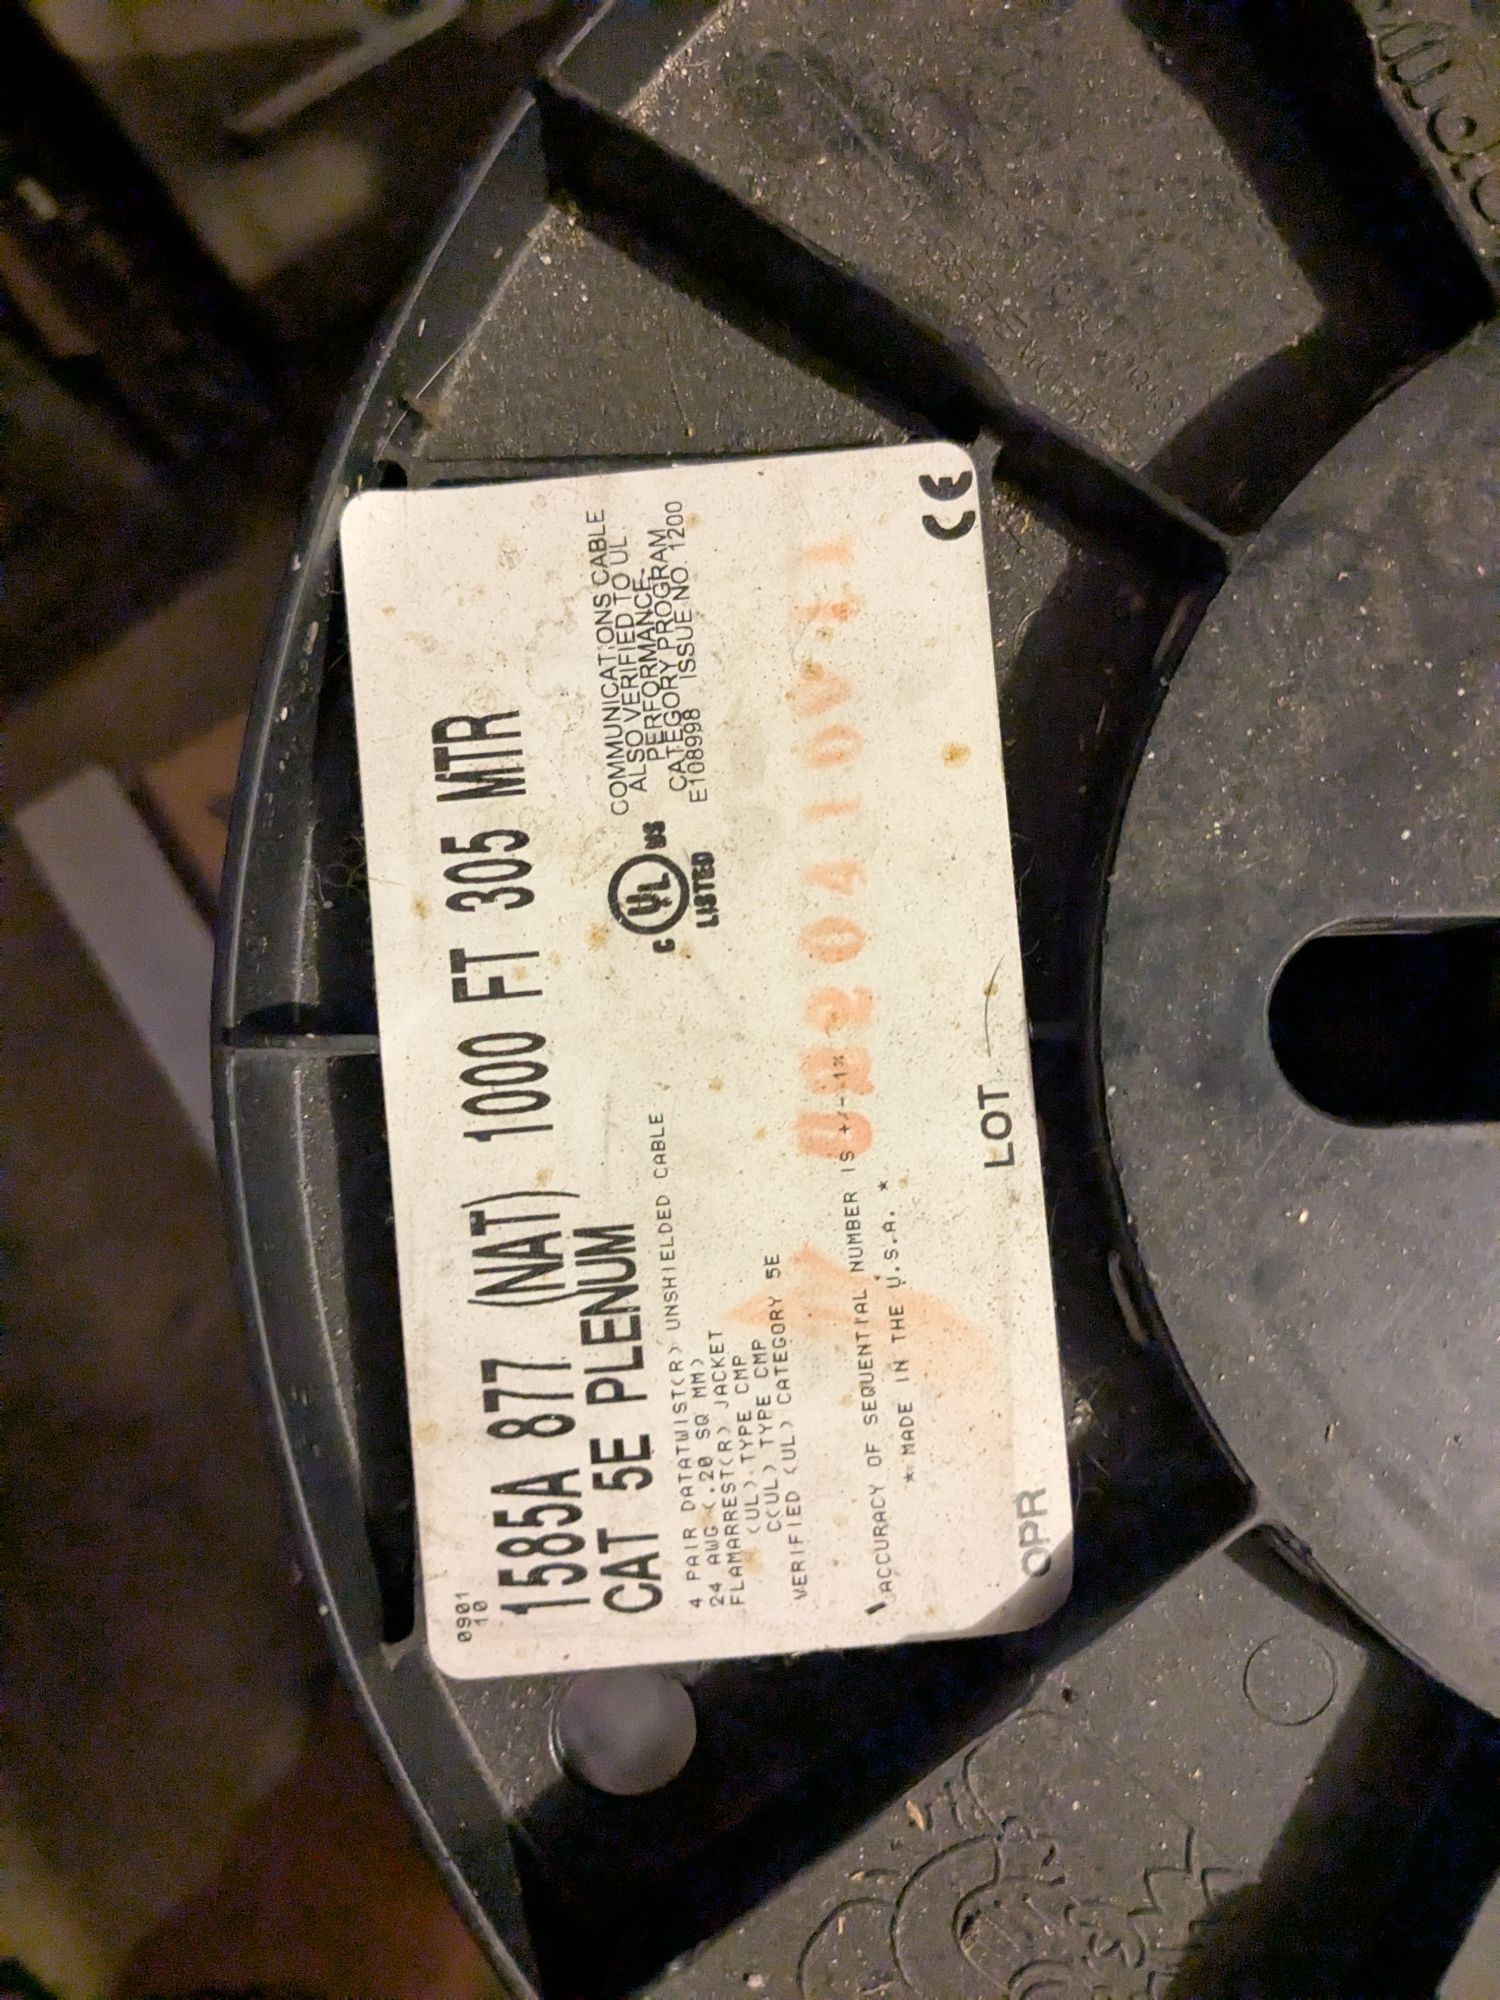 0901
10
1585A 877 (NAT) 1000 FT 305 MTR
CAT 5E PLENUM
4 PAIR DATATWIST(R) UNSHIELDED CABLE
24 AWG (.20 SQ MM)
FLAMARREST(R) JACKET
(UL) TYPE CMP
C(UL) TYPE CMP
VERIFIED (UL) CATEGORY 5E
ACCURACY OF SEQUENTIAL NUMBER IS +/- 1%
* MADE IN THE U.S.A. *
C UL US
LISTED
COMMUNICATIONS CABLE
ALSO VERIFIED TO UL
PERFORMANCE
CATEGORY PROGRAM
E108998 ISSUE NO. 1200
OPR
LOT
CE